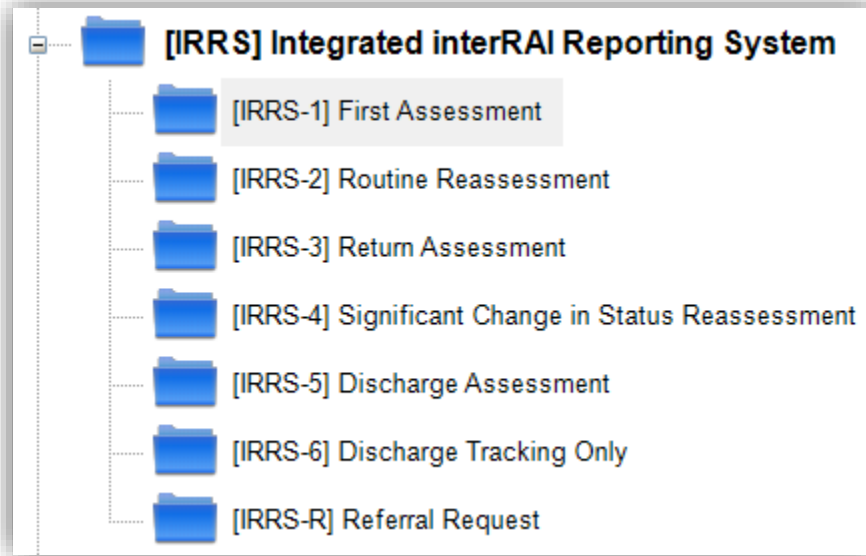 [IRRS] Integrated interRAI Reporting System
[IRRS-1] First Assessment
[IRRS-2] Routine Reassessment
[IRRS-3] Return Assessment
[IRRS-4] Significant Change in Status Reassessment
[IRRS-5] Discharge Assessment
[IRRS-6] Discharge Tracking Only
[IRRS-R] Referral Request